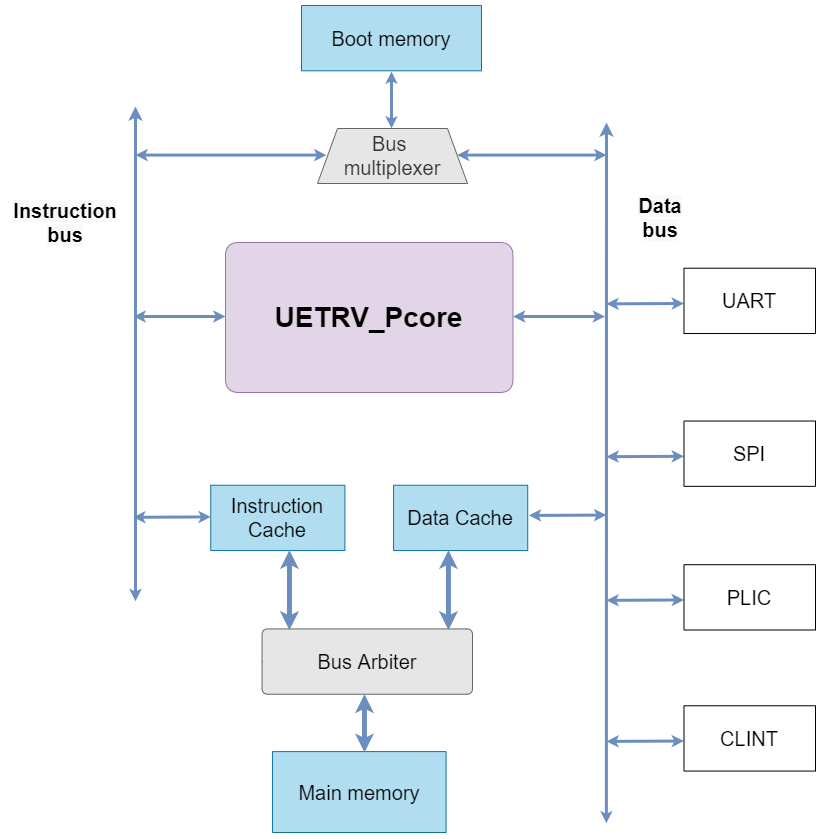 Boot memory
Bus
multiplexer
Instruction
bus
Data
bus
UETRV_Pcore
UART
SPI
Instruction
Cache
Data Cache
PLIC
Bus Arbiter
CLINT
Main memory